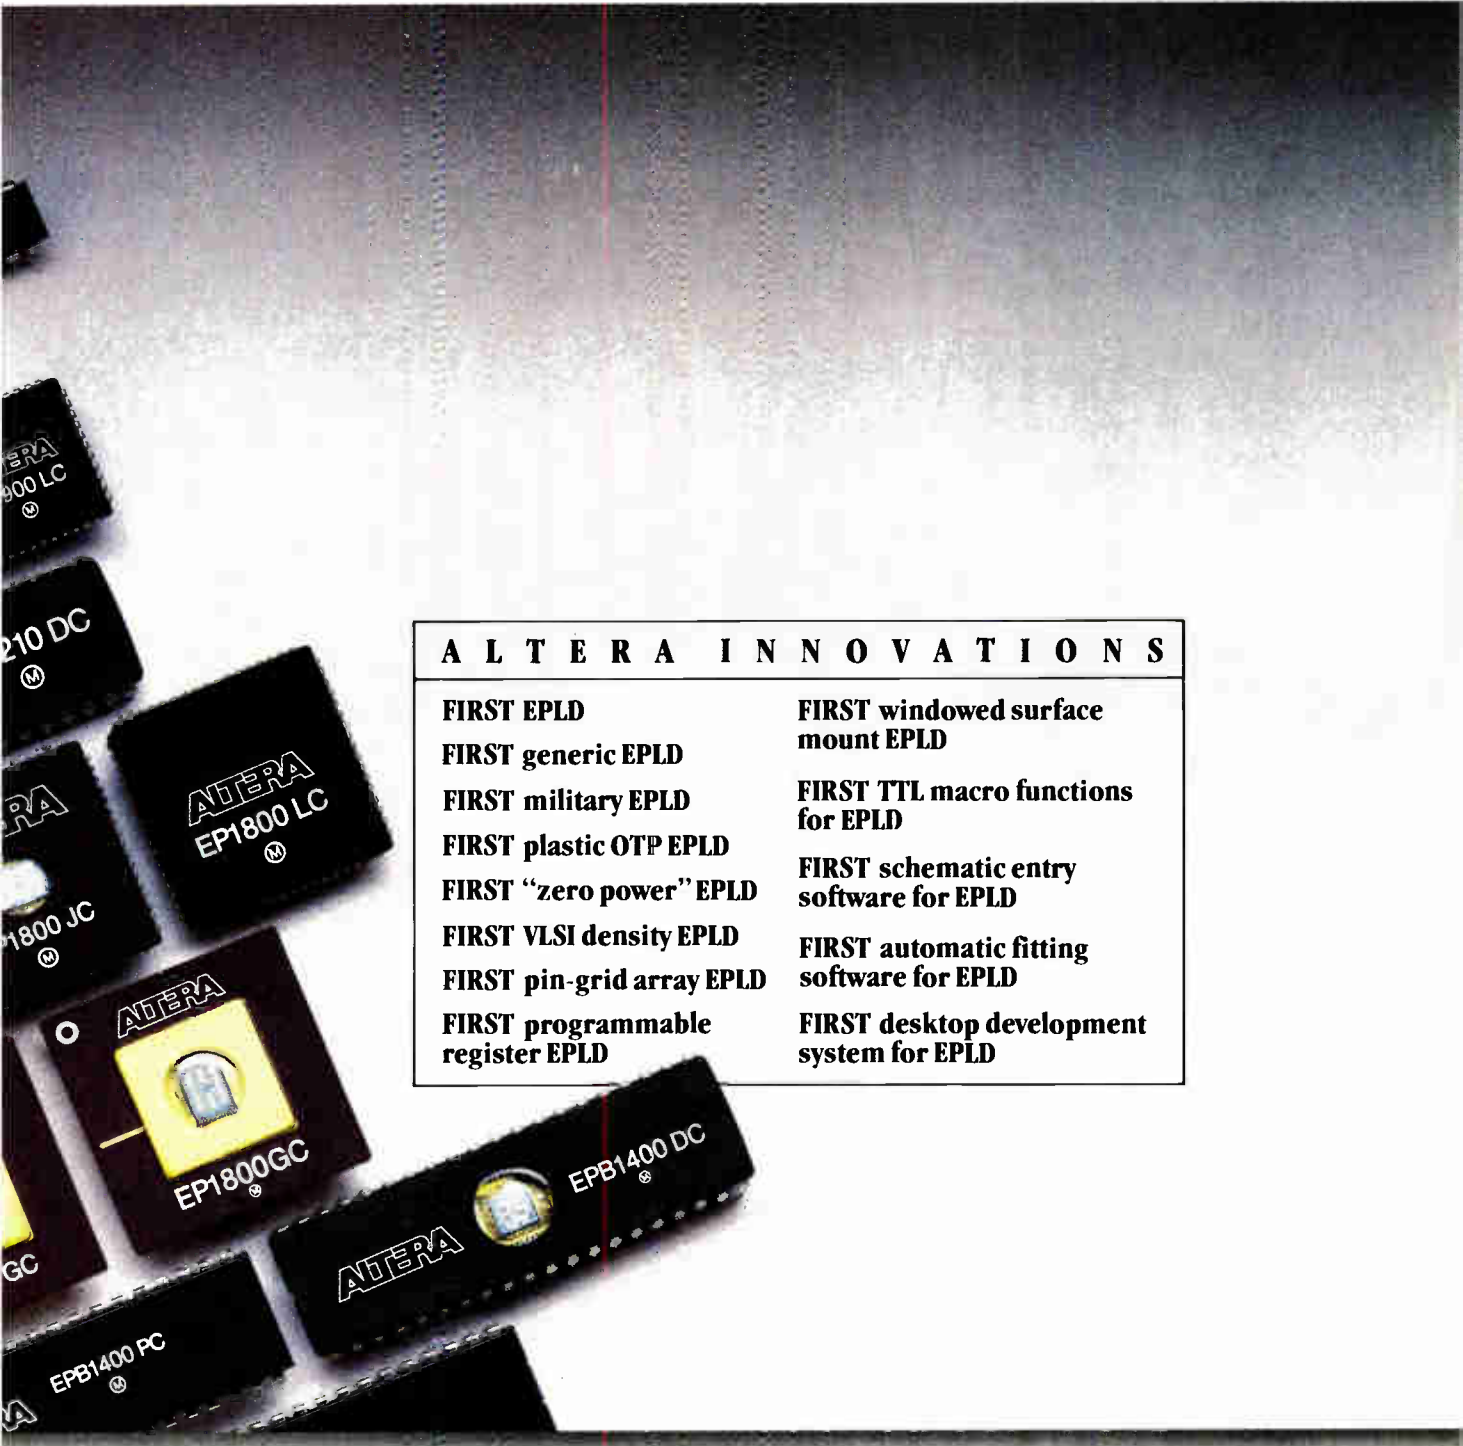 ALTERA INNOVATIONS
FIRST EPLD
FIRST generic EPLD
FIRST military EPLD
FIRST plastic OTP EPLD
FIRST “zero power” EPLD
FIRST VLSI density EPLD
FIRST pin-grid array EPLD
FIRST programmable
register EPLD
FIRST windowed surface
mount EPLD
FIRST TTL macro functions
for EPLD
FIRST schematic entry
software for EPLD
FIRST automatic fitting
software for EPLD
FIRST desktop development
system for EPLD
900 LC
M
210 DC
M
ALTERA
EP1800 LC
M
1800 JC
M
ALTERA
EP1800GC
M
GC
ALTERA
EPB1400 DC
M
EPB1400 PC
M